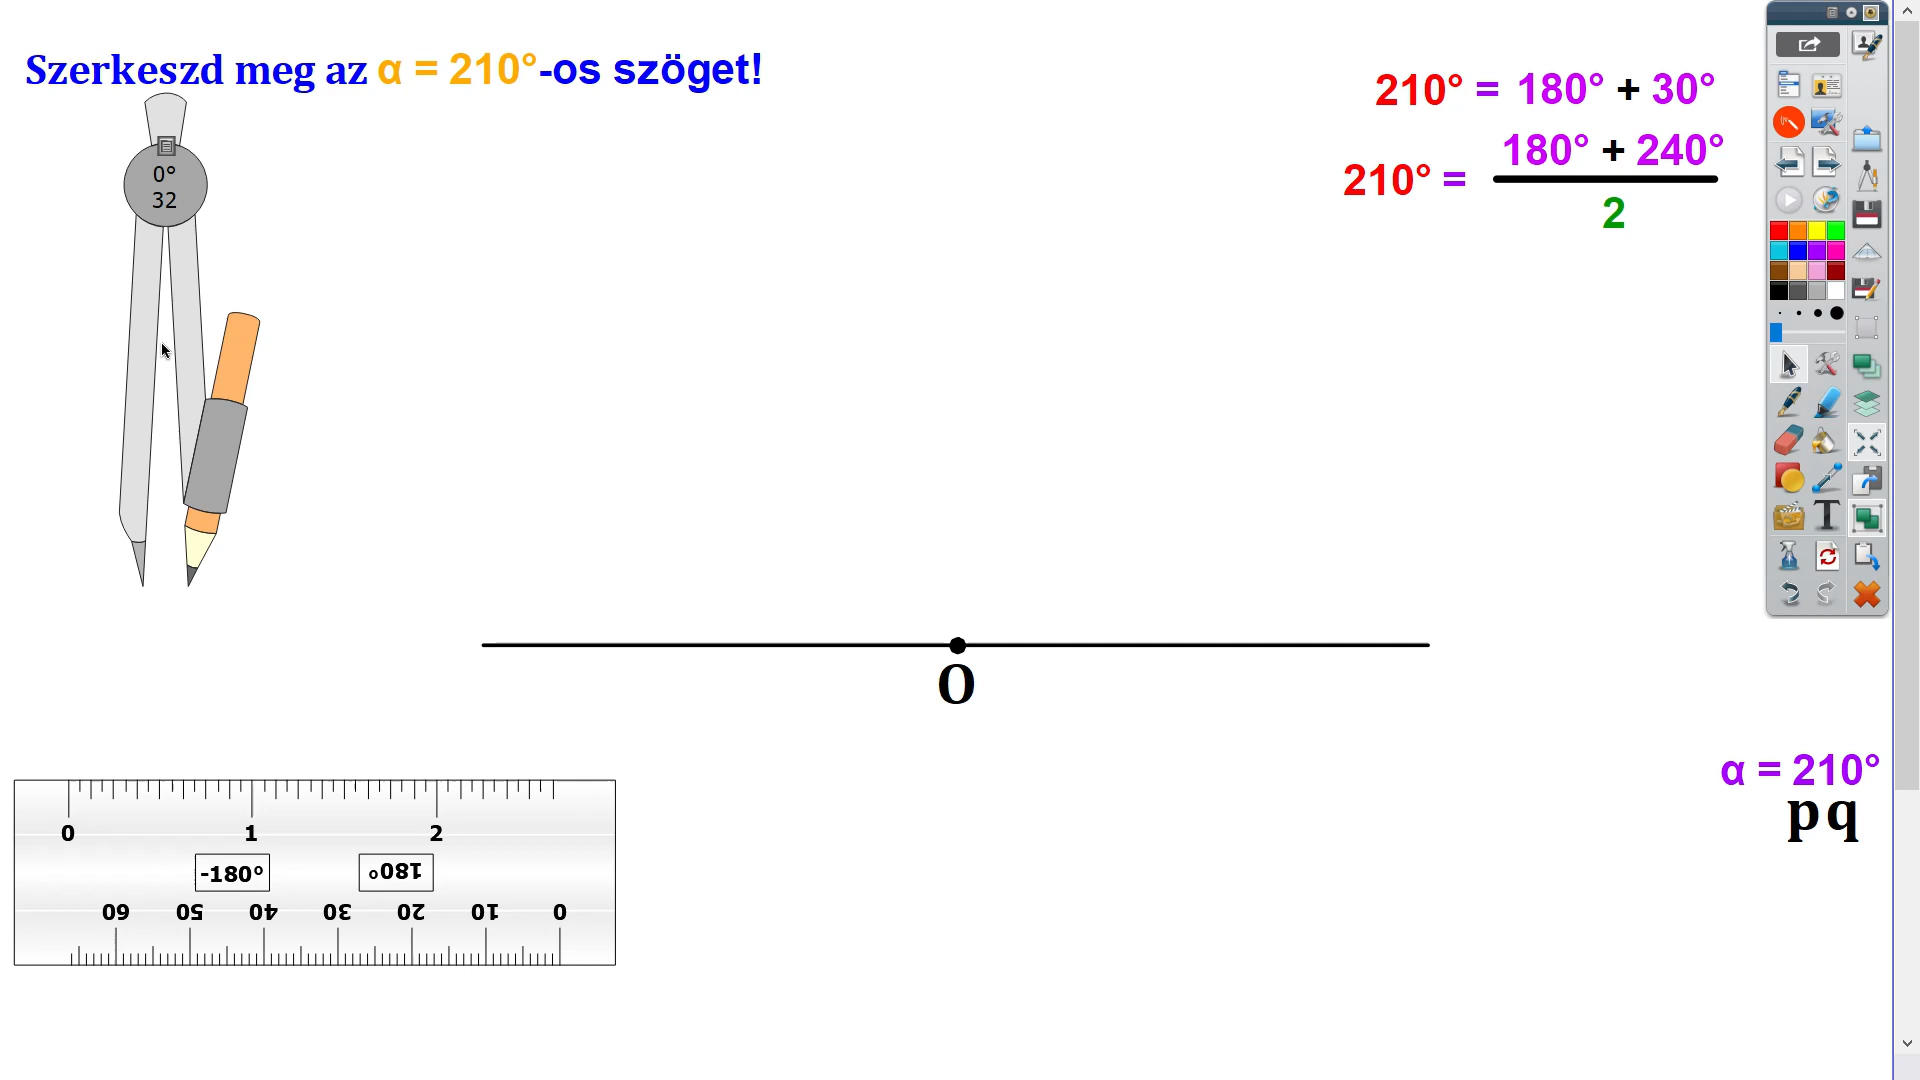 Szerkeszd meg az α = 210°-os szöget!
210° = 180° + 30°
180° + 240°
210° =
2
0°
32
O
α = 210°
p q
0 1 2
-180° 180°
60 50 40 30 20 10 0
T